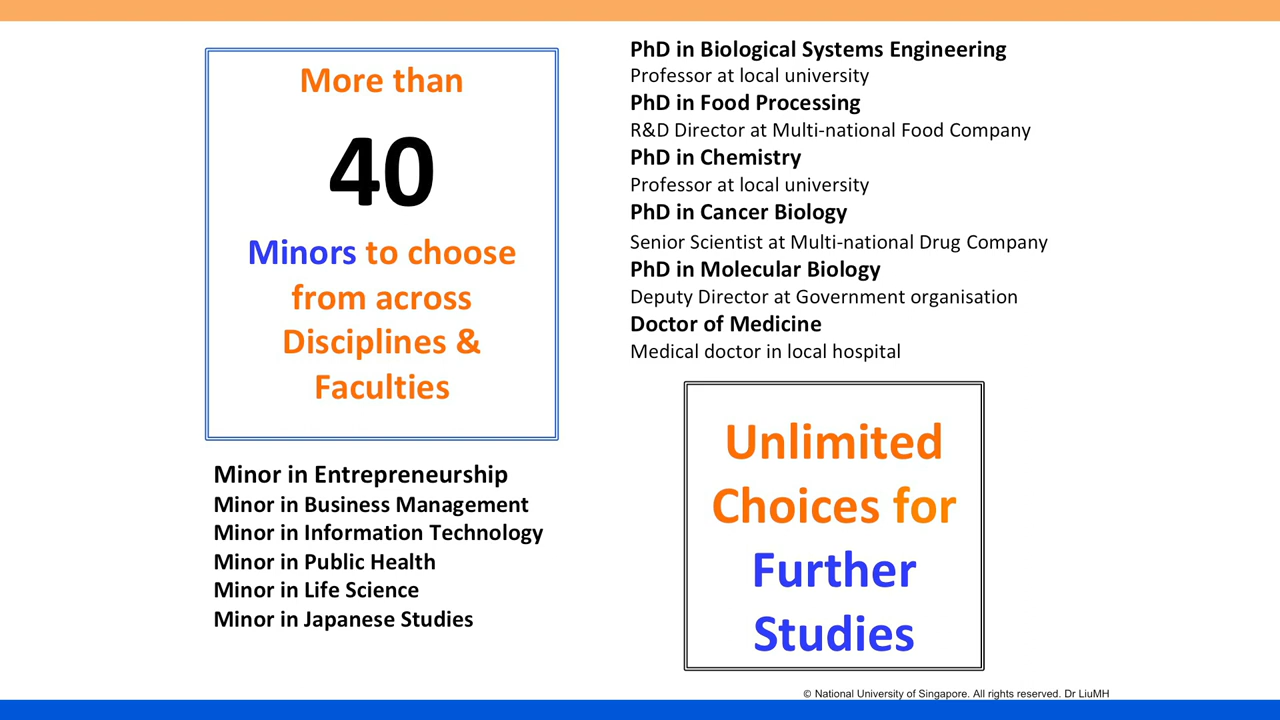 More than
40
Minors to choose
from across
Disciplines &
Faculties
Minor in Entrepreneurship
Minor in Business Management
Minor in Information Technology
Minor in Public Health
Minor in Life Science
Minor in Japanese Studies
PhD in Biological Systems Engineering
Professor at local university
PhD in Food Processing
R&D Director at Multi-national Food Company
PhD in Chemistry
Professor at local university
PhD in Cancer Biology
Senior Scientist at Multi-national Drug Company
PhD in Molecular Biology
Deputy Director at Government organisation
Doctor of Medicine
Medical doctor in local hospital
Unlimited
Choices for
Further
Studies
© National University of Singapore. All rights reserved. Dr LiuMH